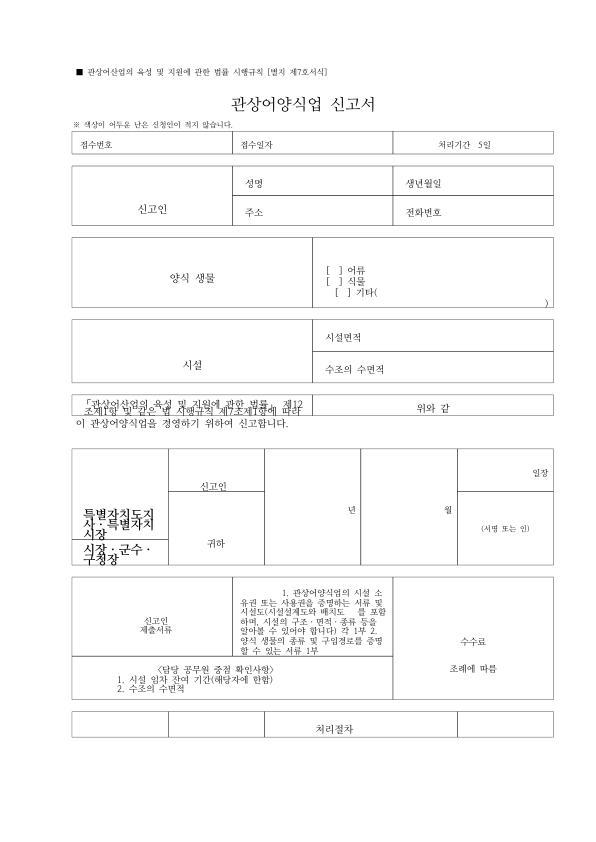 ■ 관상어산업의 육성 및 지원에 관한 법률 시행규칙 [별지 제7호서식]
관상어양식업 신고서
※ 색상이 어두운 난은 신청인이 적지 않습니다.
접수번호 접수일자 처리기간 5일
신고인
성명 생년월일
주소 전화번호
양식 생물
[ ] 어류
[ ] 식물
[ ] 기타(
)
시설
시설면적
수조의 수면적
「관상어산업의 육성 및 지원에 관한 법률」 제12
조제1항 및 같은 법 시행규칙 제7조제1항에 따라
이 관상어양식업을 경영하기 위하여 신고합니다.
위와 같
특별자치도지
사ㆍ특별자치
시장
시장ㆍ군수ㆍ
구청장
신고인
귀하
년
월
일장
(서명 또는 인)
신고인
제출서류
1. 관상어양식업의 시설 소
유권 또는 사용권을 증명하는 서류 및
시설도(시설설계도와 배치도 를 포함
하며, 시설의 구조ㆍ면적ㆍ종류 등을
알아볼 수 있어야 합니다) 각 1부 2.
양식 생물의 종류 및 구입경로를 증명
할 수 있는 서류 1부
수수료
조례에 따름
<담당 공무원 중점 확인사항>
1. 시설 임차 잔여 기간(해당자에 한함)
2. 수조의 수면적
처리절차